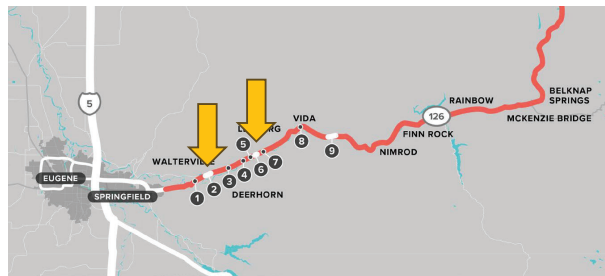 5
126
RAINBOW
BELKNAP
SPRINGS
MCKENZIE BRIDGE
FINN ROCK
NIMROD
VIDA
8
9
5
WALTERVI
6
7
4
3
2
1
DEERHORN
EUGENE
SPRINGFIELD